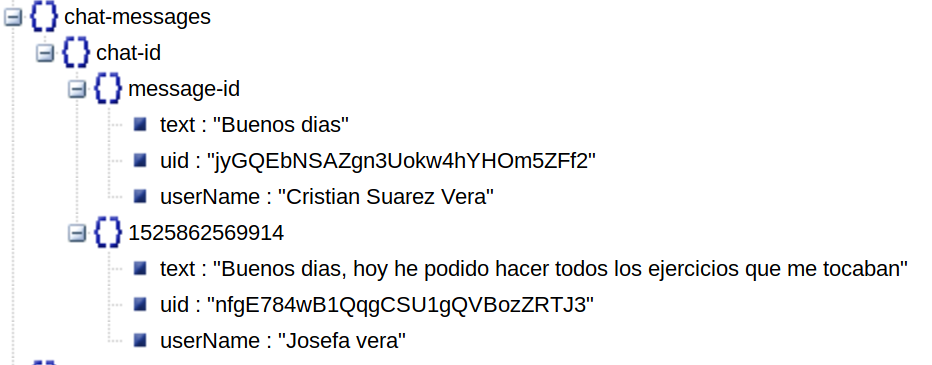 chat-messages
chat-id
message-id
text : "Buenos dias"
uid : "jyGQEbNSAZgn3Uokw4hYHOm5ZFf2"
userName : "Cristian Suarez Vera"
1525862569914
text : "Buenos dias, hoy he podido hacer todos los ejercicios que me tocaban"
uid : "nfgE784wB1QqgCSU1gQVBozZRTJ3"
userName : "Josefa vera"